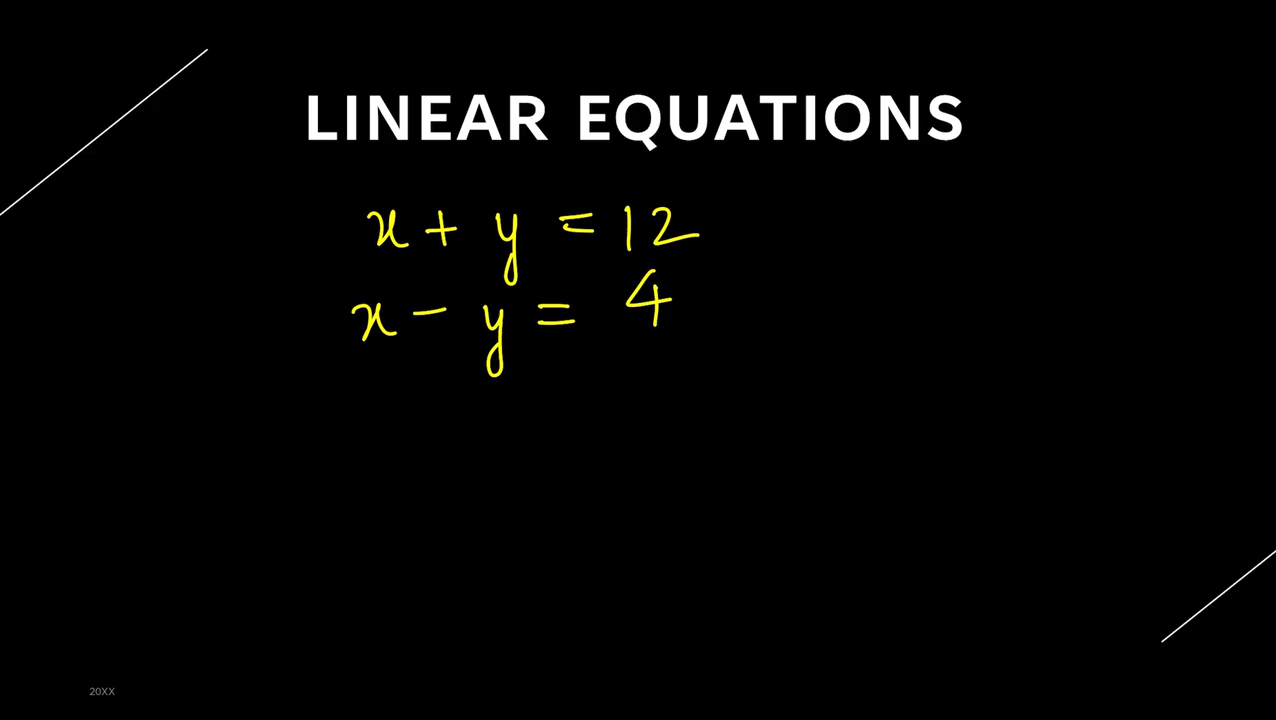 LINEAR EQUATIONS
x + y = 12
x - y = 4
20XX